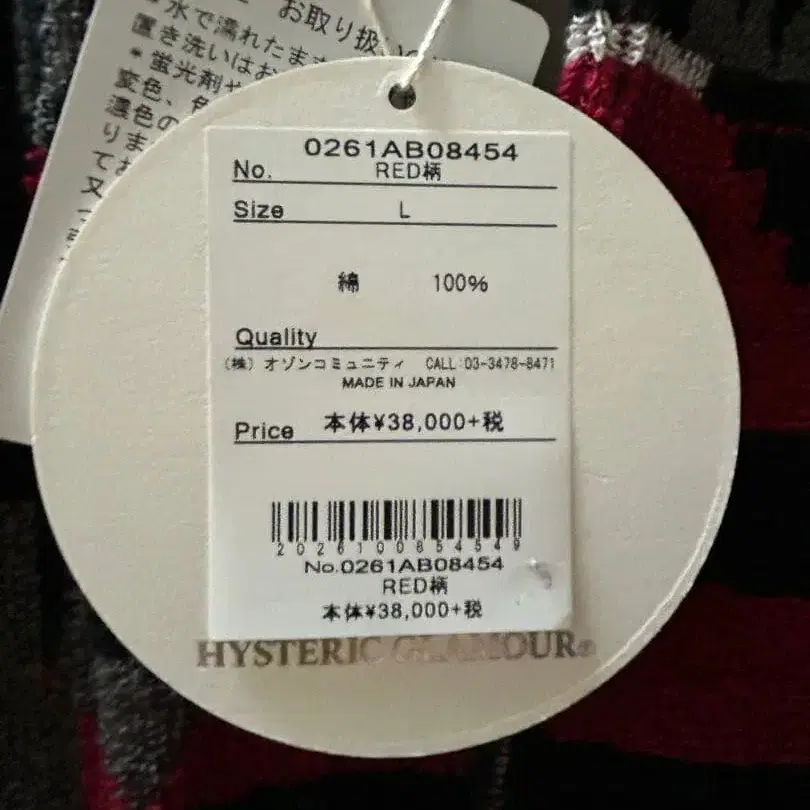 お取り扱い
水で濡れたまま
置き洗いはお
*蛍光剤や
変色、色
濃色の
りま
てお
又
0261AB08454
No. RED柄
Size L
綿 100%
Quality
(株)オゾンコミュニティ CALL:03-3478-8471
MADE IN JAPAN
Price 本体¥38,000+税
2026100854549
No.0261AB08454
RED柄
本体¥38,000+税
HYSTERIC GLAMOUR®